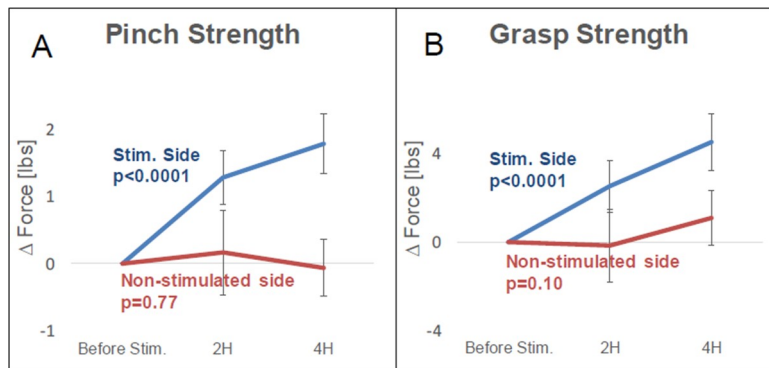 A
Pinch Strength
Δ Force [lbs]
2
1
0
-1
Stim. Side
p<0.0001
Non-stimulated side
p=0.77
Before Stim.
2H
4H
B
Grasp Strength
Δ Force [lbs]
4
0
-4
Stim. Side
p<0.0001
Non-stimulated side
p=0.10
Before Stim.
2H
4H